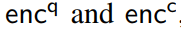 enc^q and enc^c,